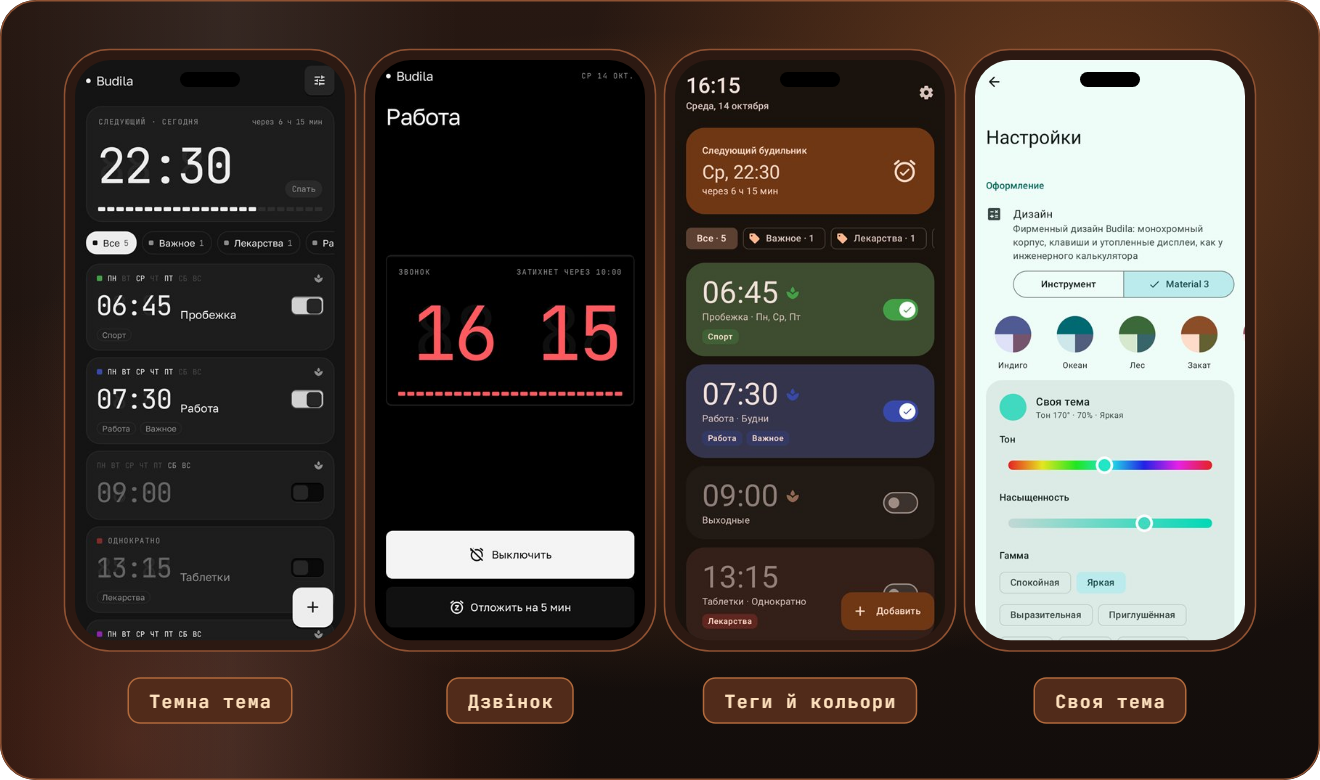 Budila
СЛЕДУЮЩИЙ · СЕГОДНЯ
через 6 ч 15 мин
22:30
Спать
Все 5
Важное 1
Лекарства 1
Ра
ПН ВТ СР ЧТ ПТ СБ ВС
06:45 Пробежка
Спорт
ПН ВТ СР ЧТ ПТ СБ ВС
07:30 Работа
Работа Важное
ПН ВТ СР ЧТ ПТ СБ ВС
09:00
ОДНОКРАТНО
13:15 Таблетки
Лекарства
+
ПН ВТ СР ЧТ ПТ СБ ВС
Темна тема
Budila
СР 14 ОКТ.
Работа
ЗВОНОК
ЗАТИХНЕТ ЧЕРЕЗ 10:00
16 15
Выключить
Отложить на 5 мин
Дзвінок
16:15
Среда, 14 октября
Следующий будильник
Ср, 22:30
через 6 ч 15 мин
Все · 5
Важное · 1
Лекарства · 1
06:45
Пробежка · Пн, Ср, Пт
Спорт
07:30
Работа · Будни
Работа Важное
09:00
Выходные
13:15
Таблетки · Однократно
Лекарства
+ Добавить
Теги й кольори
Настройки
Оформление
Дизайн
Фирменный дизайн Budila: монохромный
корпус, клавиши и утопленные дисплеи, как у
инженерного калькулятора
Инструмент
Material 3
Индиго
Океан
Лес
Закат
Своя тема
Тон 170° · 70% · Яркая
Тон
Насыщенность
Гамма
Спокойная
Яркая
Выразительная
Приглушённая
Своя тема